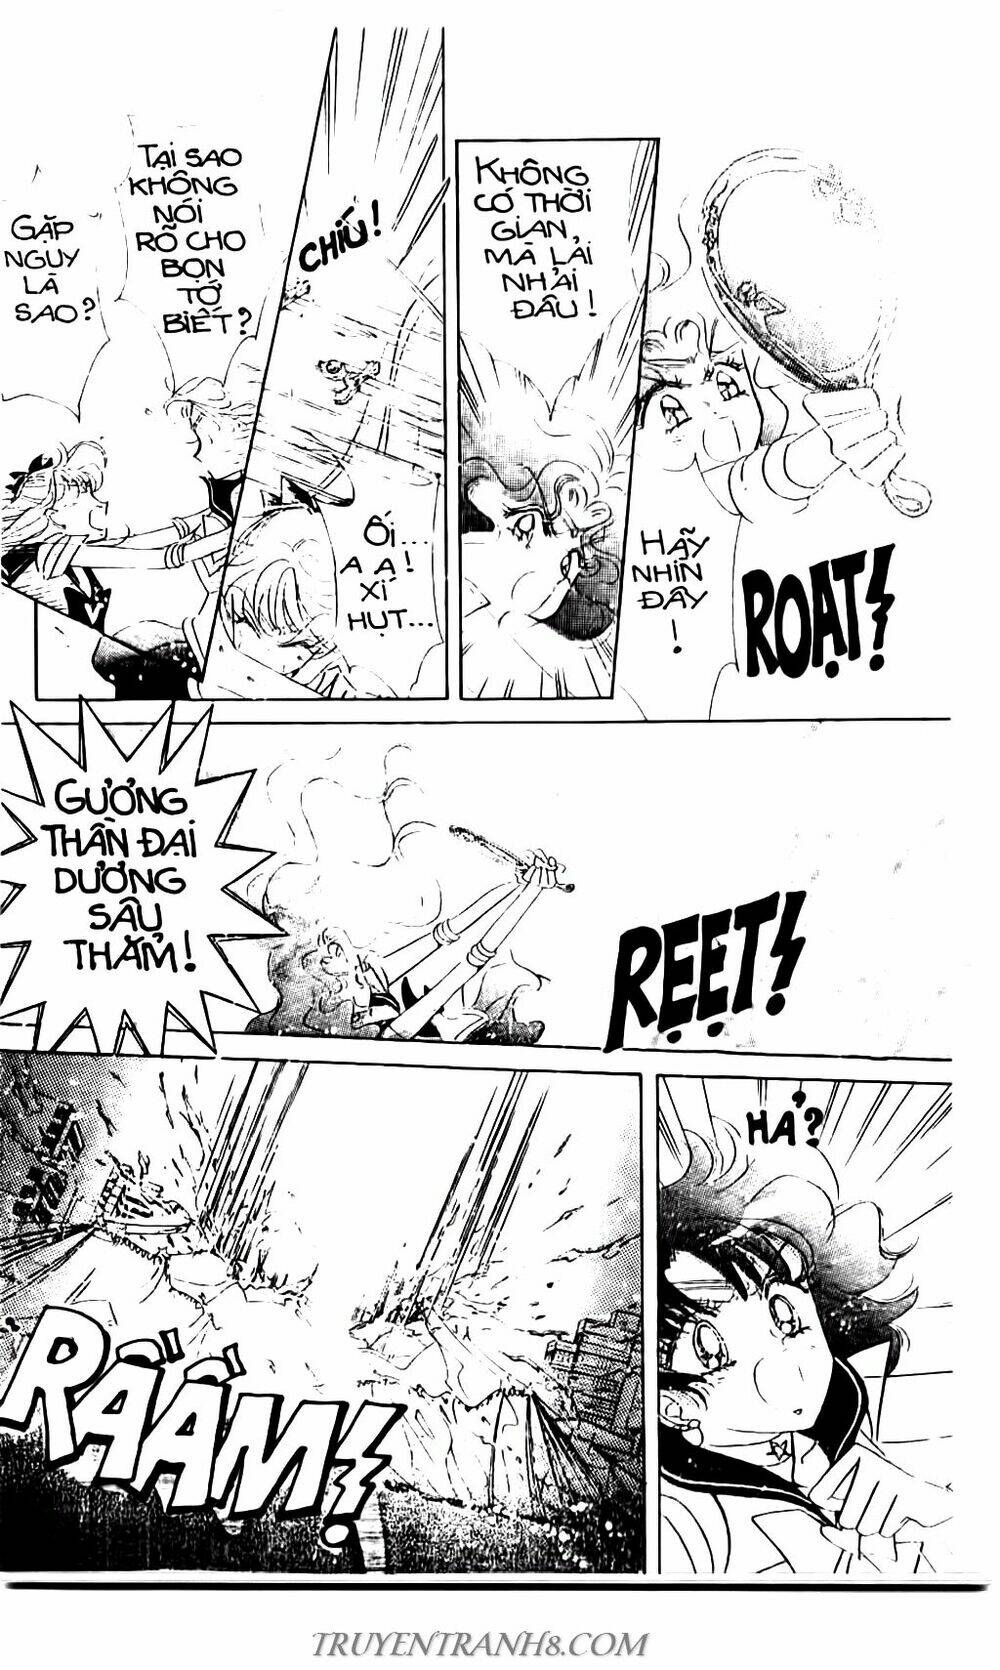 TẠI SAO
KHÔNG
NÓI
RÕ CHO
BỌN
TỚ
BIẾT?
GẶP
NGUY
LÀ
SAO?
CHÍU!
KHÔNG
CÓ THỜI
GIAN,
MÀ LẢI
NHẢI
ĐÂU!
ỐI...
A A!
XÍ
HỤT...
HÃY
NHÌN
ĐÂY
!
ROẠT!
GƯƠNG
THẦN ĐẠI
DƯƠNG
SÂU
THẲM!
RẸẸT!
HẢ?
RẦẦM!
TRUYENTRANH8.COM